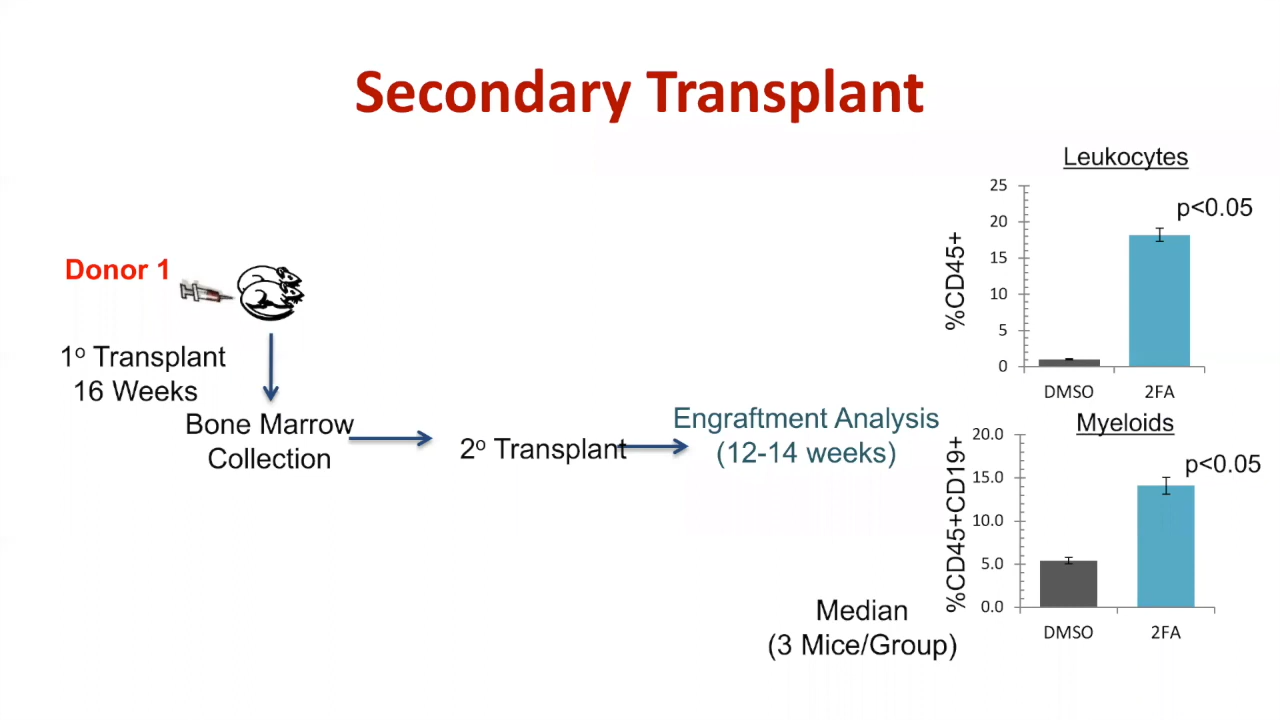 Secondary Transplant
Donor 1
1º Transplant
16 Weeks
Bone Marrow
Collection
2º Transplant
Engraftment Analysis
(12-14 weeks)
Median
(3 Mice/Group)
Leukocytes
p<0.05
%CD45+
25
20
15
10
5
0
DMSO
2FA
Myeloids
p<0.05
%CD45+CD19+
20.0
15.0
10.0
5.0
0.0
DMSO
2FA